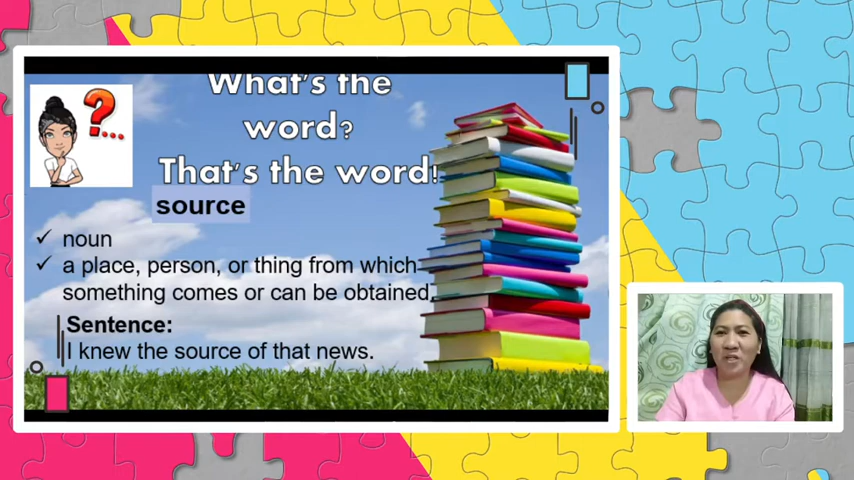 What's the
word?
That's the word!
source
✓ noun
✓ a place, person, or thing from which
something comes or can be obtained.
Sentence:
I knew the source of that news.